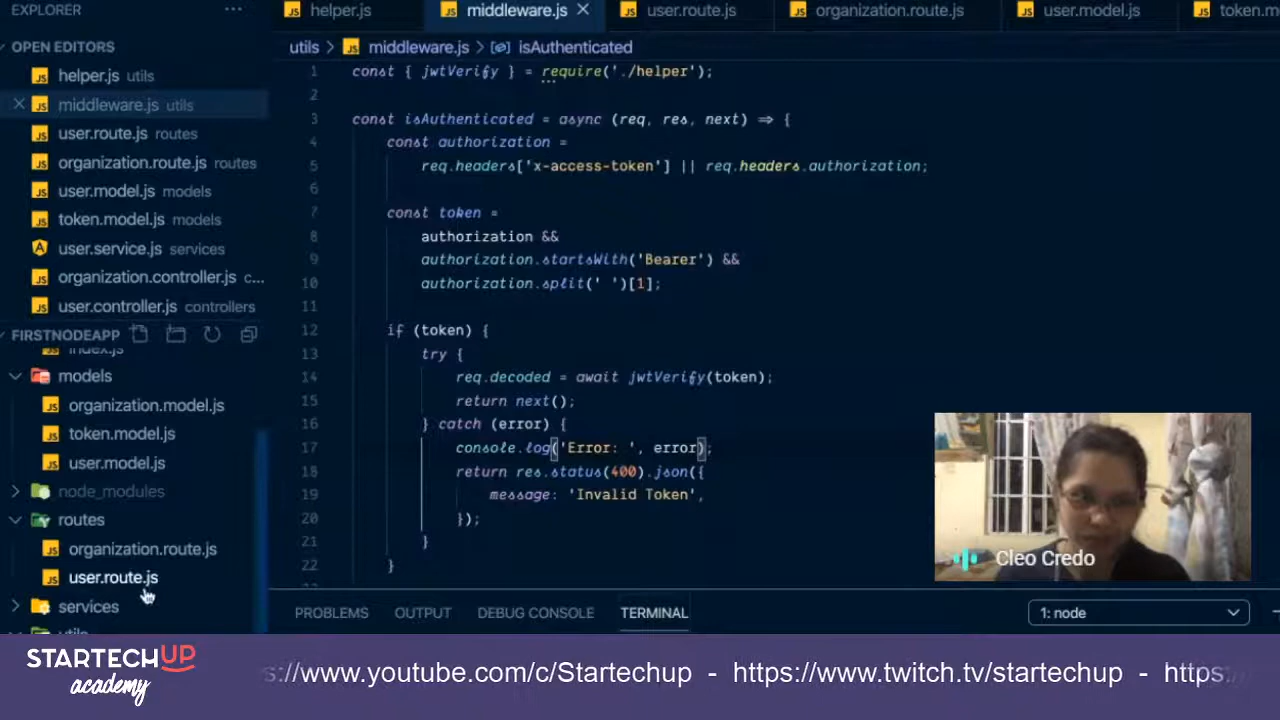 EXPLORER
OPEN EDITORS
helper.js utils
middleware.js utils
user.route.js routes
organization.route.js routes
user.model.js models
token.model.js models
user.service.js services
organization.controller.js c...
user.controller.js controllers
FIRSTNODEAPP
index.js
models
organization.model.js
token.model.js
user.model.js
node_modules
routes
organization.route.js
user.route.js
services
utils
helper.js
middleware.js
user.route.js
organization.route.js
user.model.js
token.m
utils > middleware.js > isAuthenticated
1 const { jwtVerify } = require('./helper');
2
3 const isAuthenticated = async (req, res, next) => {
4 const authorization =
5 req.headers['x-access-token'] || req.headers.authorization;
6
7 const token =
8 authorization &&
9 authorization.startsWith('Bearer') &&
10 authorization.split(' ')[1];
11
12 if (token) {
13 try {
14 req.decoded = await jwtVerify(token);
15 return next();
16 } catch (error) {
17 console.log('Error: ', error);
18 return res.status(400).json({
19 message: 'Invalid Token',
20 });
21 }
22 }
PROBLEMS OUTPUT DEBUG CONSOLE TERMINAL 1: node
Cleo Credo
STARTECHUP
academy
s://www.youtube.com/c/Startechup - https://www.twitch.tv/startechup - https: